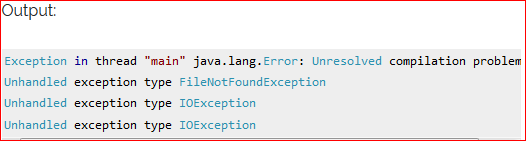 Output:
Exception in thread "main" java.lang.Error: Unresolved compilation problem
Unhandled exception type FileNotFoundException
Unhandled exception type IOException
Unhandled exception type IOException